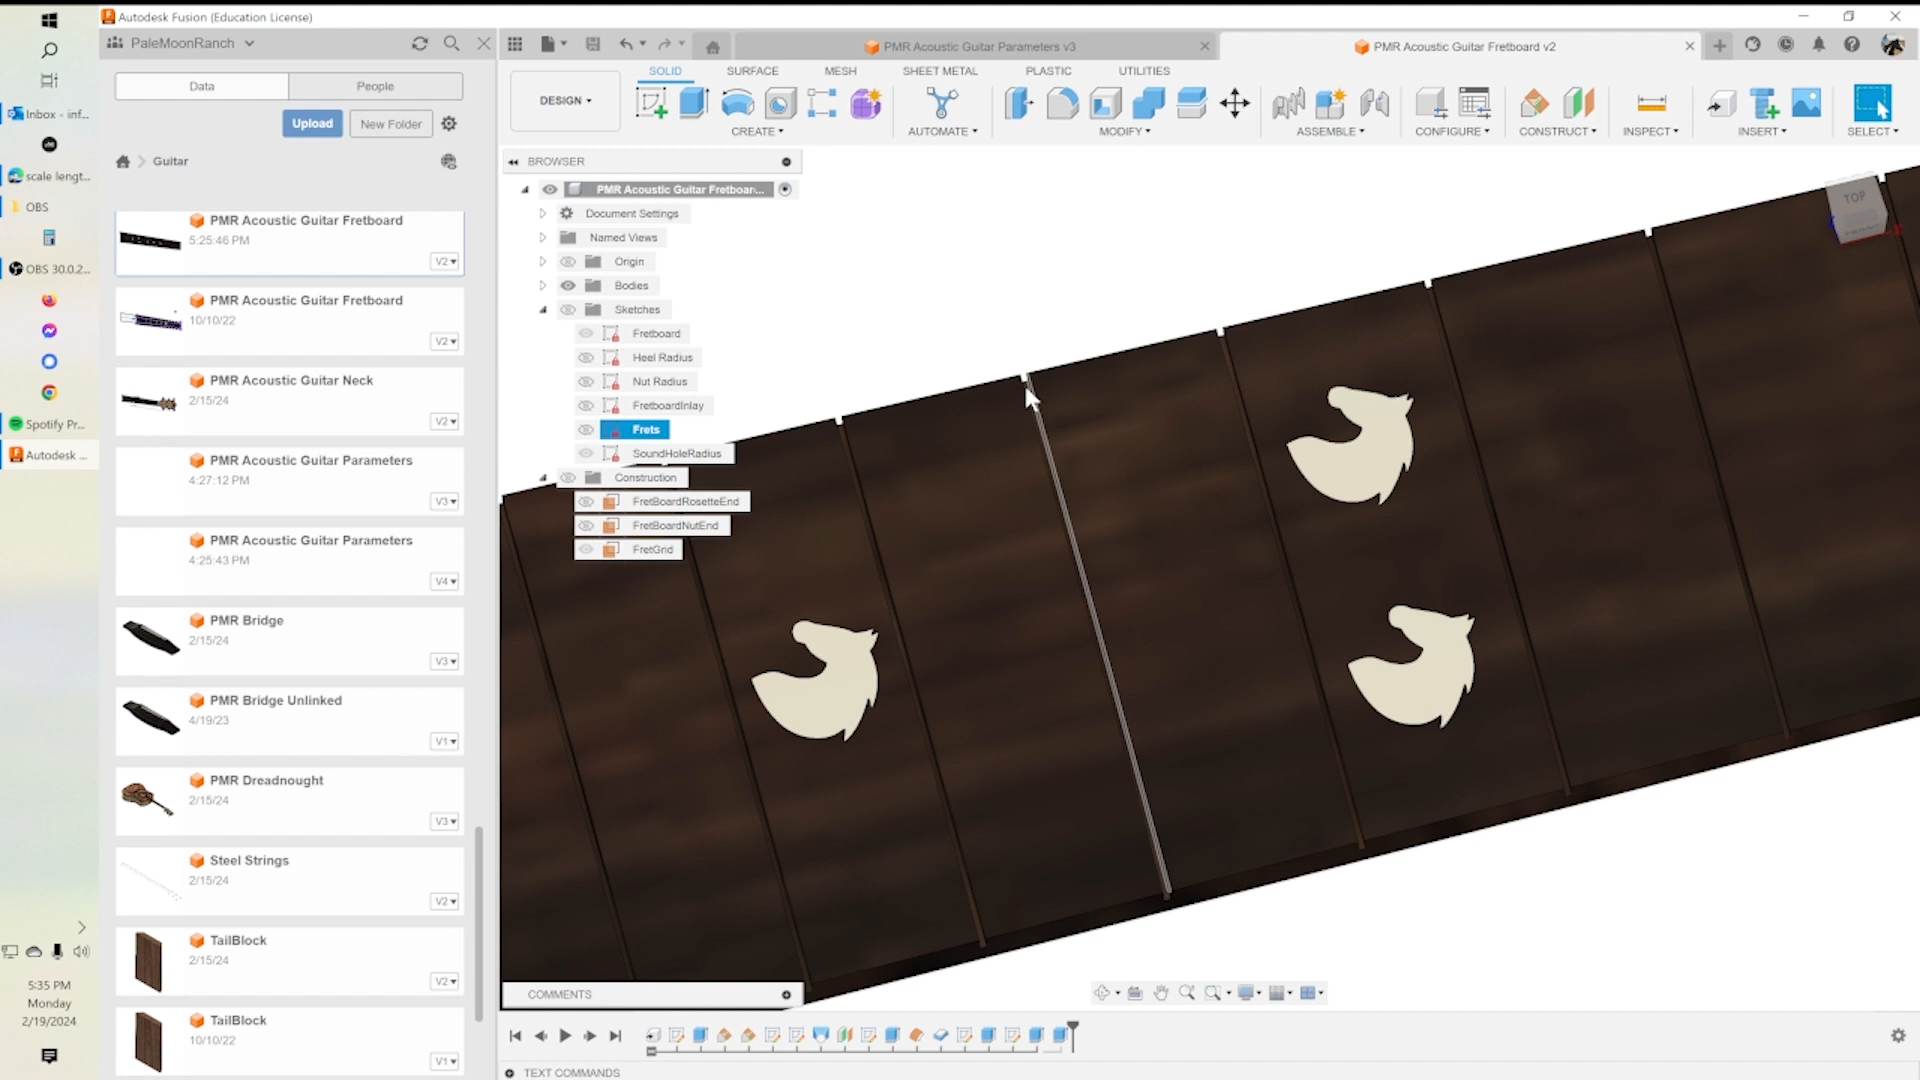 Autodesk Fusion (Education License)
PaleMoonRanch
PMR Acoustic Guitar Parameters v3
PMR Acoustic Guitar Fretboard v2
Data
People
Upload
New Folder
Guitar
DESIGN
SOLID
SURFACE
MESH
SHEET METAL
PLASTIC
UTILITIES
CREATE
AUTOMATE
MODIFY
ASSEMBLE
CONFIGURE
CONSTRUCT
INSPECT
INSERT
SELECT
Inbox - inf...
scale lengt...
OBS
OBS 30.0.2...
Spotify Pr...
Autodesk ...
5:35 PM
Monday
2/19/2024
PMR Acoustic Guitar Fretboard
5:25:46 PM
V2
PMR Acoustic Guitar Fretboard
10/10/22
V2
PMR Acoustic Guitar Neck
2/15/24
V2
PMR Acoustic Guitar Parameters
4:27:12 PM
V3
PMR Acoustic Guitar Parameters
4:25:43 PM
V4
PMR Bridge
2/15/24
V3
PMR Bridge Unlinked
4/19/23
V1
PMR Dreadnought
2/15/24
V3
Steel Strings
2/15/24
V2
TailBlock
2/15/24
V2
TailBlock
10/10/22
V1
BROWSER
PMR Acoustic Guitar Fretboar...
Document Settings
Named Views
Origin
Bodies
Sketches
Fretboard
Heel Radius
Nut Radius
FretboardInlay
Frets
SoundHoleRadius
Construction
FretBoardRosetteEnd
FretBoardNutEnd
FretGrid
TOP
COMMENTS
TEXT COMMANDS